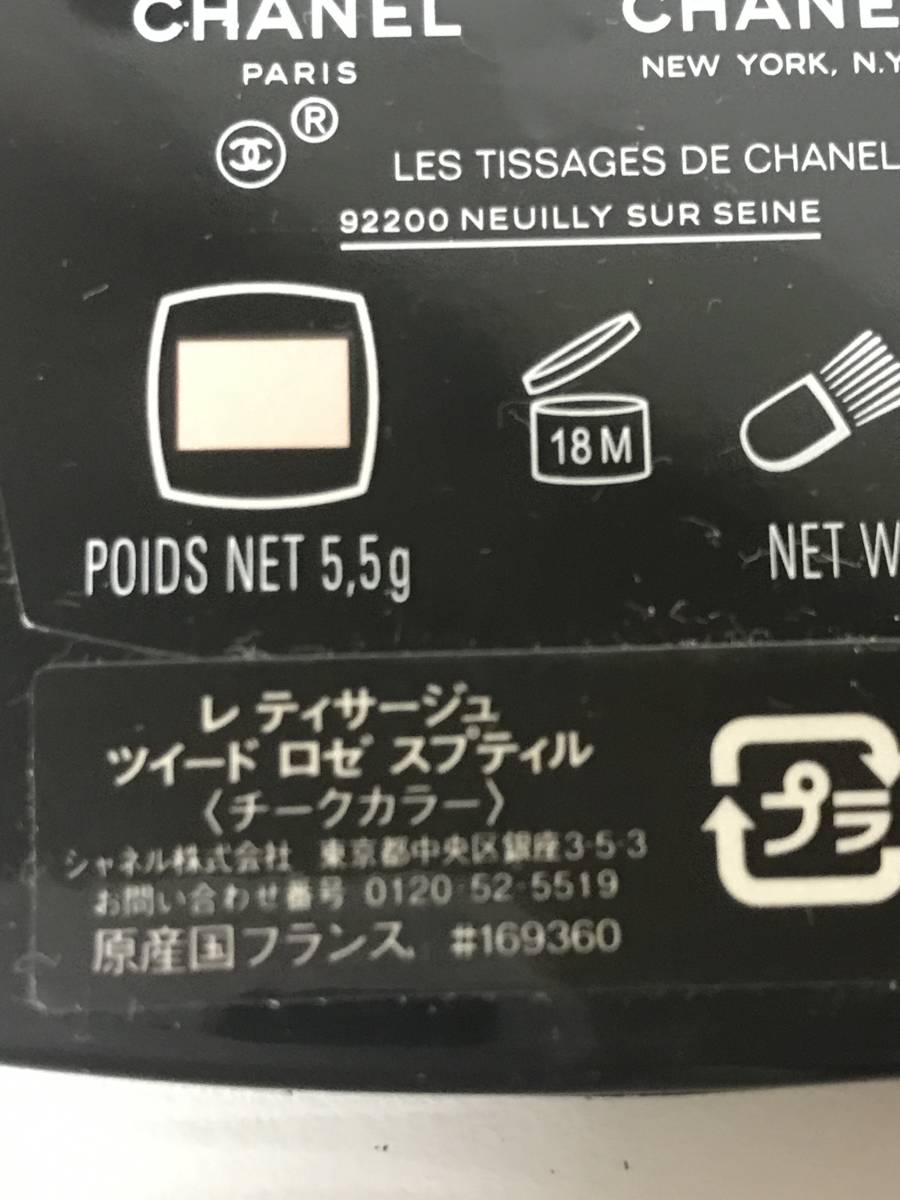 CHANEL CHANE
PARIS NEW YORK, N.Y
®
LES TISSAGES DE CHANEL
92200 NEUILLY SUR SEINE
18 M
POIDS NET 5,5g NET W
レ ティサージュ
ツイード ロゼ スプティル
〈チークカラー〉
シャネル株式会社 東京都中央区銀座3-5-3
お問い合わせ番号 0120-52-5519
原産国フランス #169360
プラ